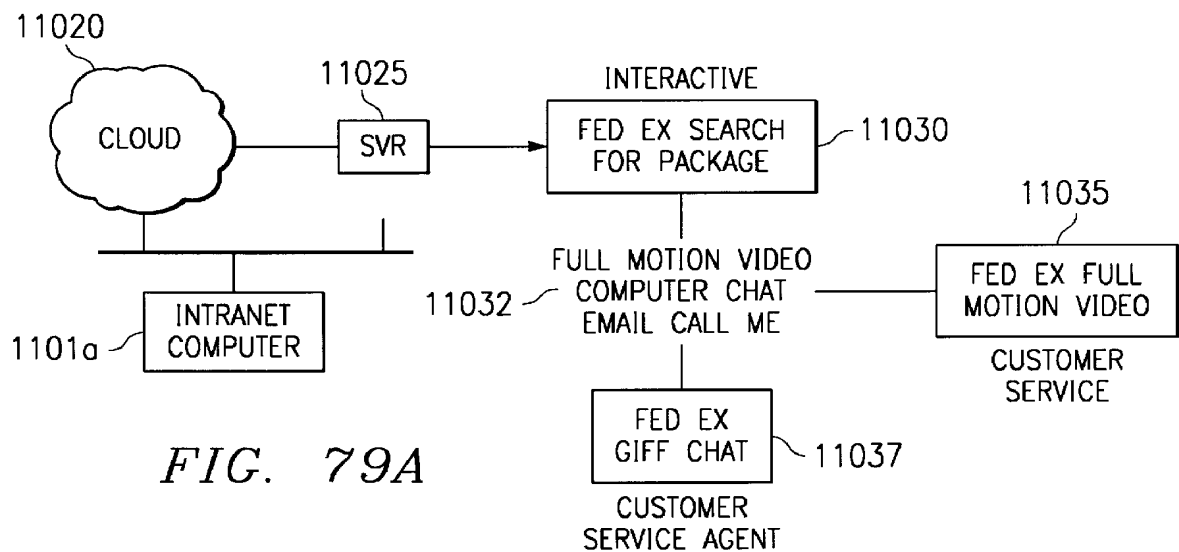 11020
CLOUD
11025
SVR
INTERACTIVE
FED EX SEARCH
FOR PACKAGE
11030
11035
FED EX FULL
MOTION VIDEO
CUSTOMER
SERVICE
FULL MOTION VIDEO
COMPUTER CHAT
EMAIL CALL ME
11032
INTRANET
COMPUTER
1101a
FED EX
GIFF CHAT
11037
CUSTOMER
SERVICE AGENT
FIG. 79A